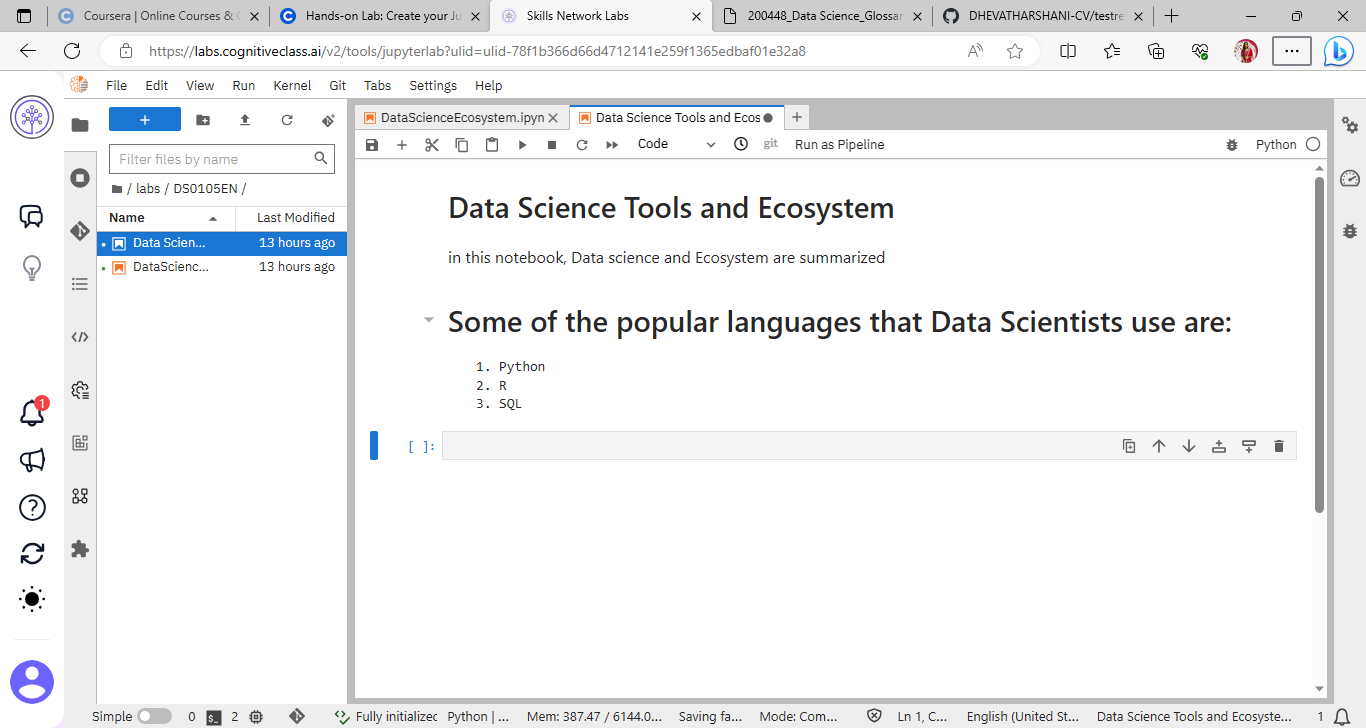 Coursera | Online Courses & C
Hands-on Lab: Create your Ju
Skills Network Labs
200448_Data Science_Glossar
DHEVATHARSHANI-CV/testre
https://labs.cognitiveclass.ai/v2/tools/jupyterlab?ulid=ulid-78f1b366d66d4712141e259f1365edbaf01e32a8
File Edit View Run Kernel Git Tabs Settings Help
DataScienceEcosystem.ipyn
Data Science Tools and Ecos
Filter files by name
Code
git
Run as Pipeline
Python
/ labs / DS0105EN /
Name
Last Modified
Data Scien... 13 hours ago
DataScienc... 13 hours ago
Data Science Tools and Ecosystem
in this notebook, Data science and Ecosystem are summarized
Some of the popular languages that Data Scientists use are:
1. Python
2. R
3. SQL
[ ]:
1
Simple 0 2 Fully initialized Python | ... Mem: 387.47 / 6144.0... Saving fa... Mode: Com... Ln 1, C... English (United St... Data Science Tools and Ecosyste... 1